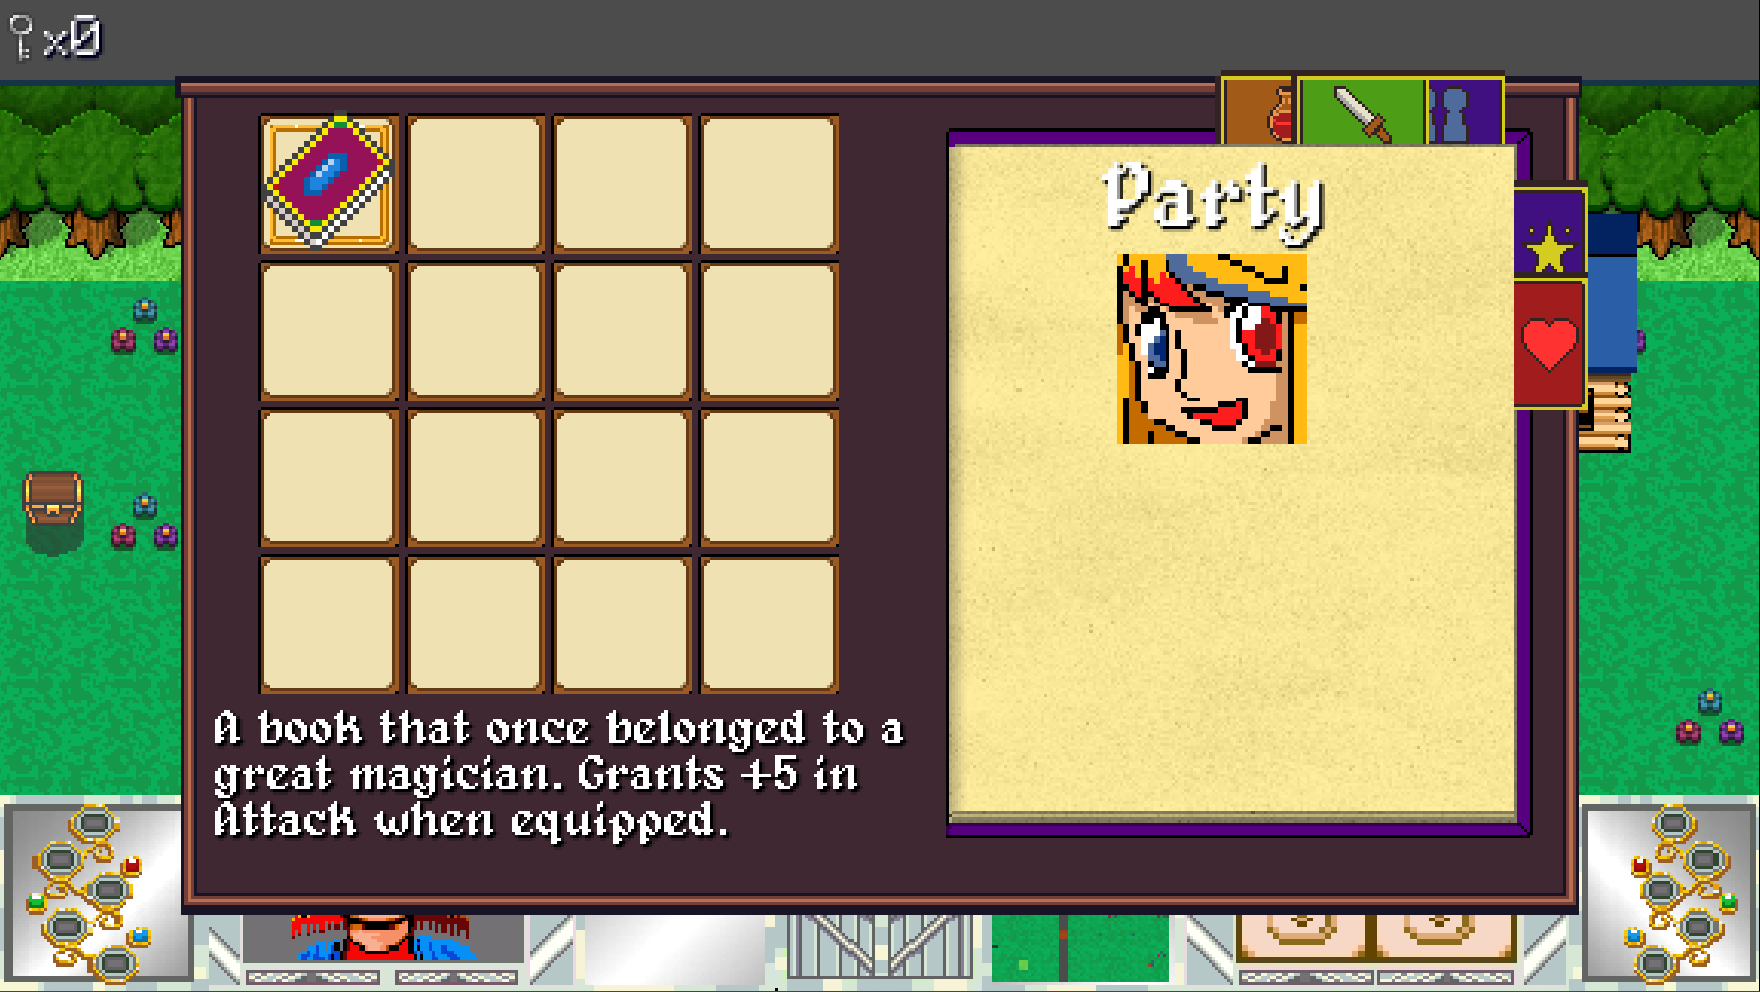 x0
Party
A book that once belonged to a
great magician. Grants +5 in
Attack when equipped.